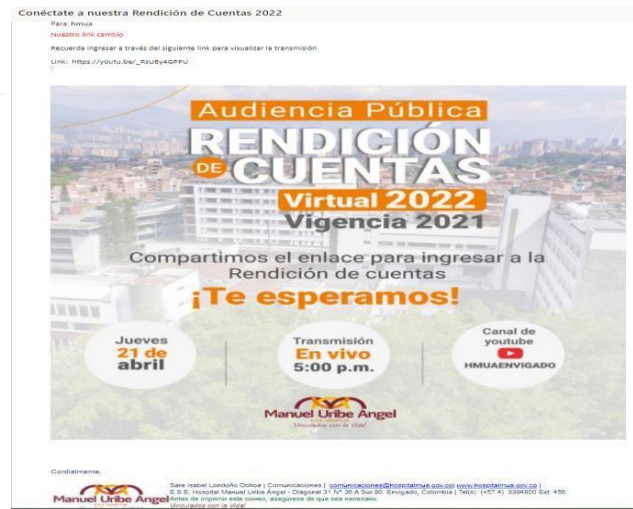 Conéctate a nuestra Rendición de Cuentas 2022
Para: hmua
Nuestro link cambio
Recuerda ingresar a través del siguiente link para visualizar la transmisión
Link: https://youtu.be/_RzUBy4GPPU
Audiencia Pública
RENDICIÓN
DE CUENTAS
Virtual 2022
Vigencia 2021
Compartimos el enlace para ingresar a la
Rendición de cuentas
¡Te esperamos!
Jueves
21 de
abril
Transmisión
En vivo
5:00 p.m.
Canal de
youtube
HMUAENVIGADO
Manuel Uribe Ángel
Vinculados con la Vida!
Cordialmente,
Manuel Uribe Ángel
Sara Isabel Londoño Ochoa | Comunicaciones | comunicaciones@hospitalmua.gov.co| www.hospitalmua.gov.co |
E.S.E. Hospital Manuel Uribe Ángel - Diagonal 31 N° 36 A Sur 80. Envigado, Colombia | Tel(s): (+57 4) 3394800 Ext: 456
Antes de imprimir este correo, asegúrese de que sea necesario.
Vinculados con la Vida!